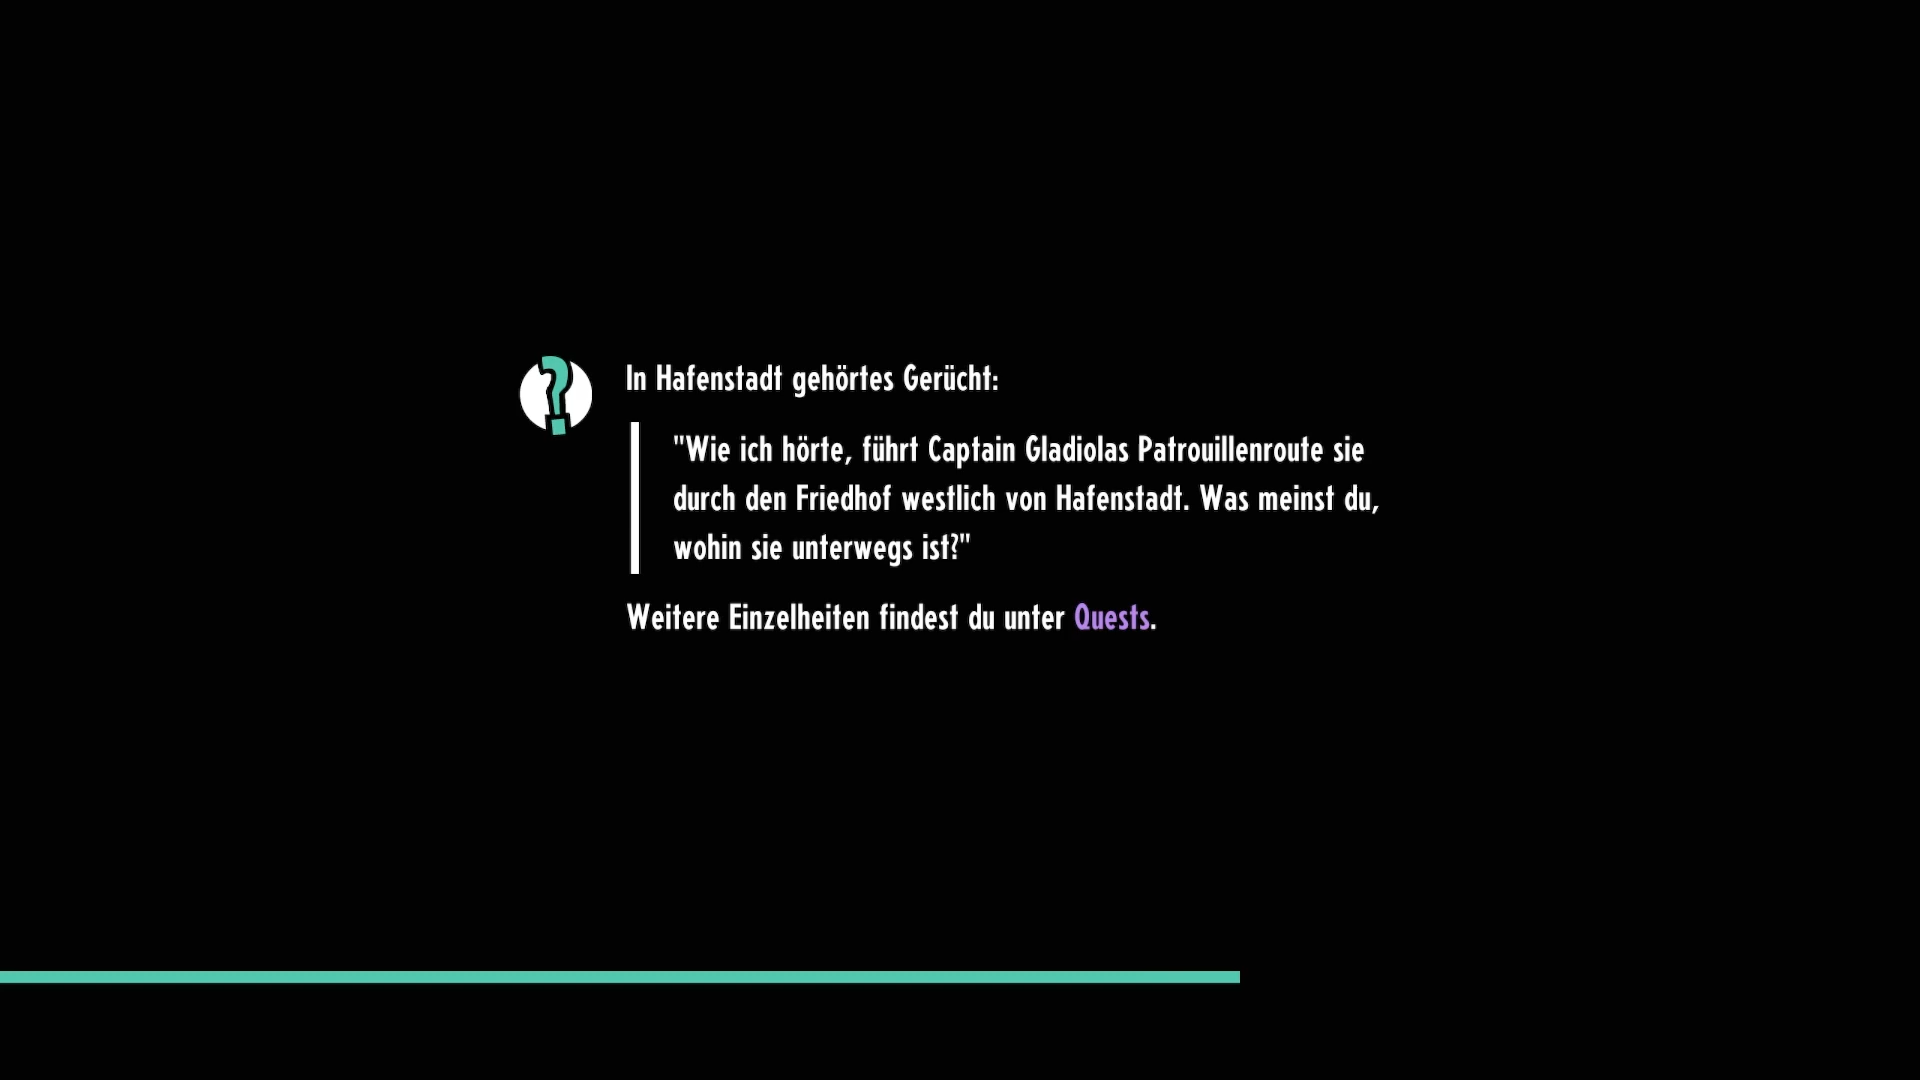 In Hafenstadt gehörtes Gerücht:
"Wie ich hörte, führt Captain Gladiolas Patrouillenroute sie
durch den Friedhof westlich von Hafenstadt. Was meinst du,
wohin sie unterwegs ist?"
Weitere Einzelheiten findest du unter Quests.